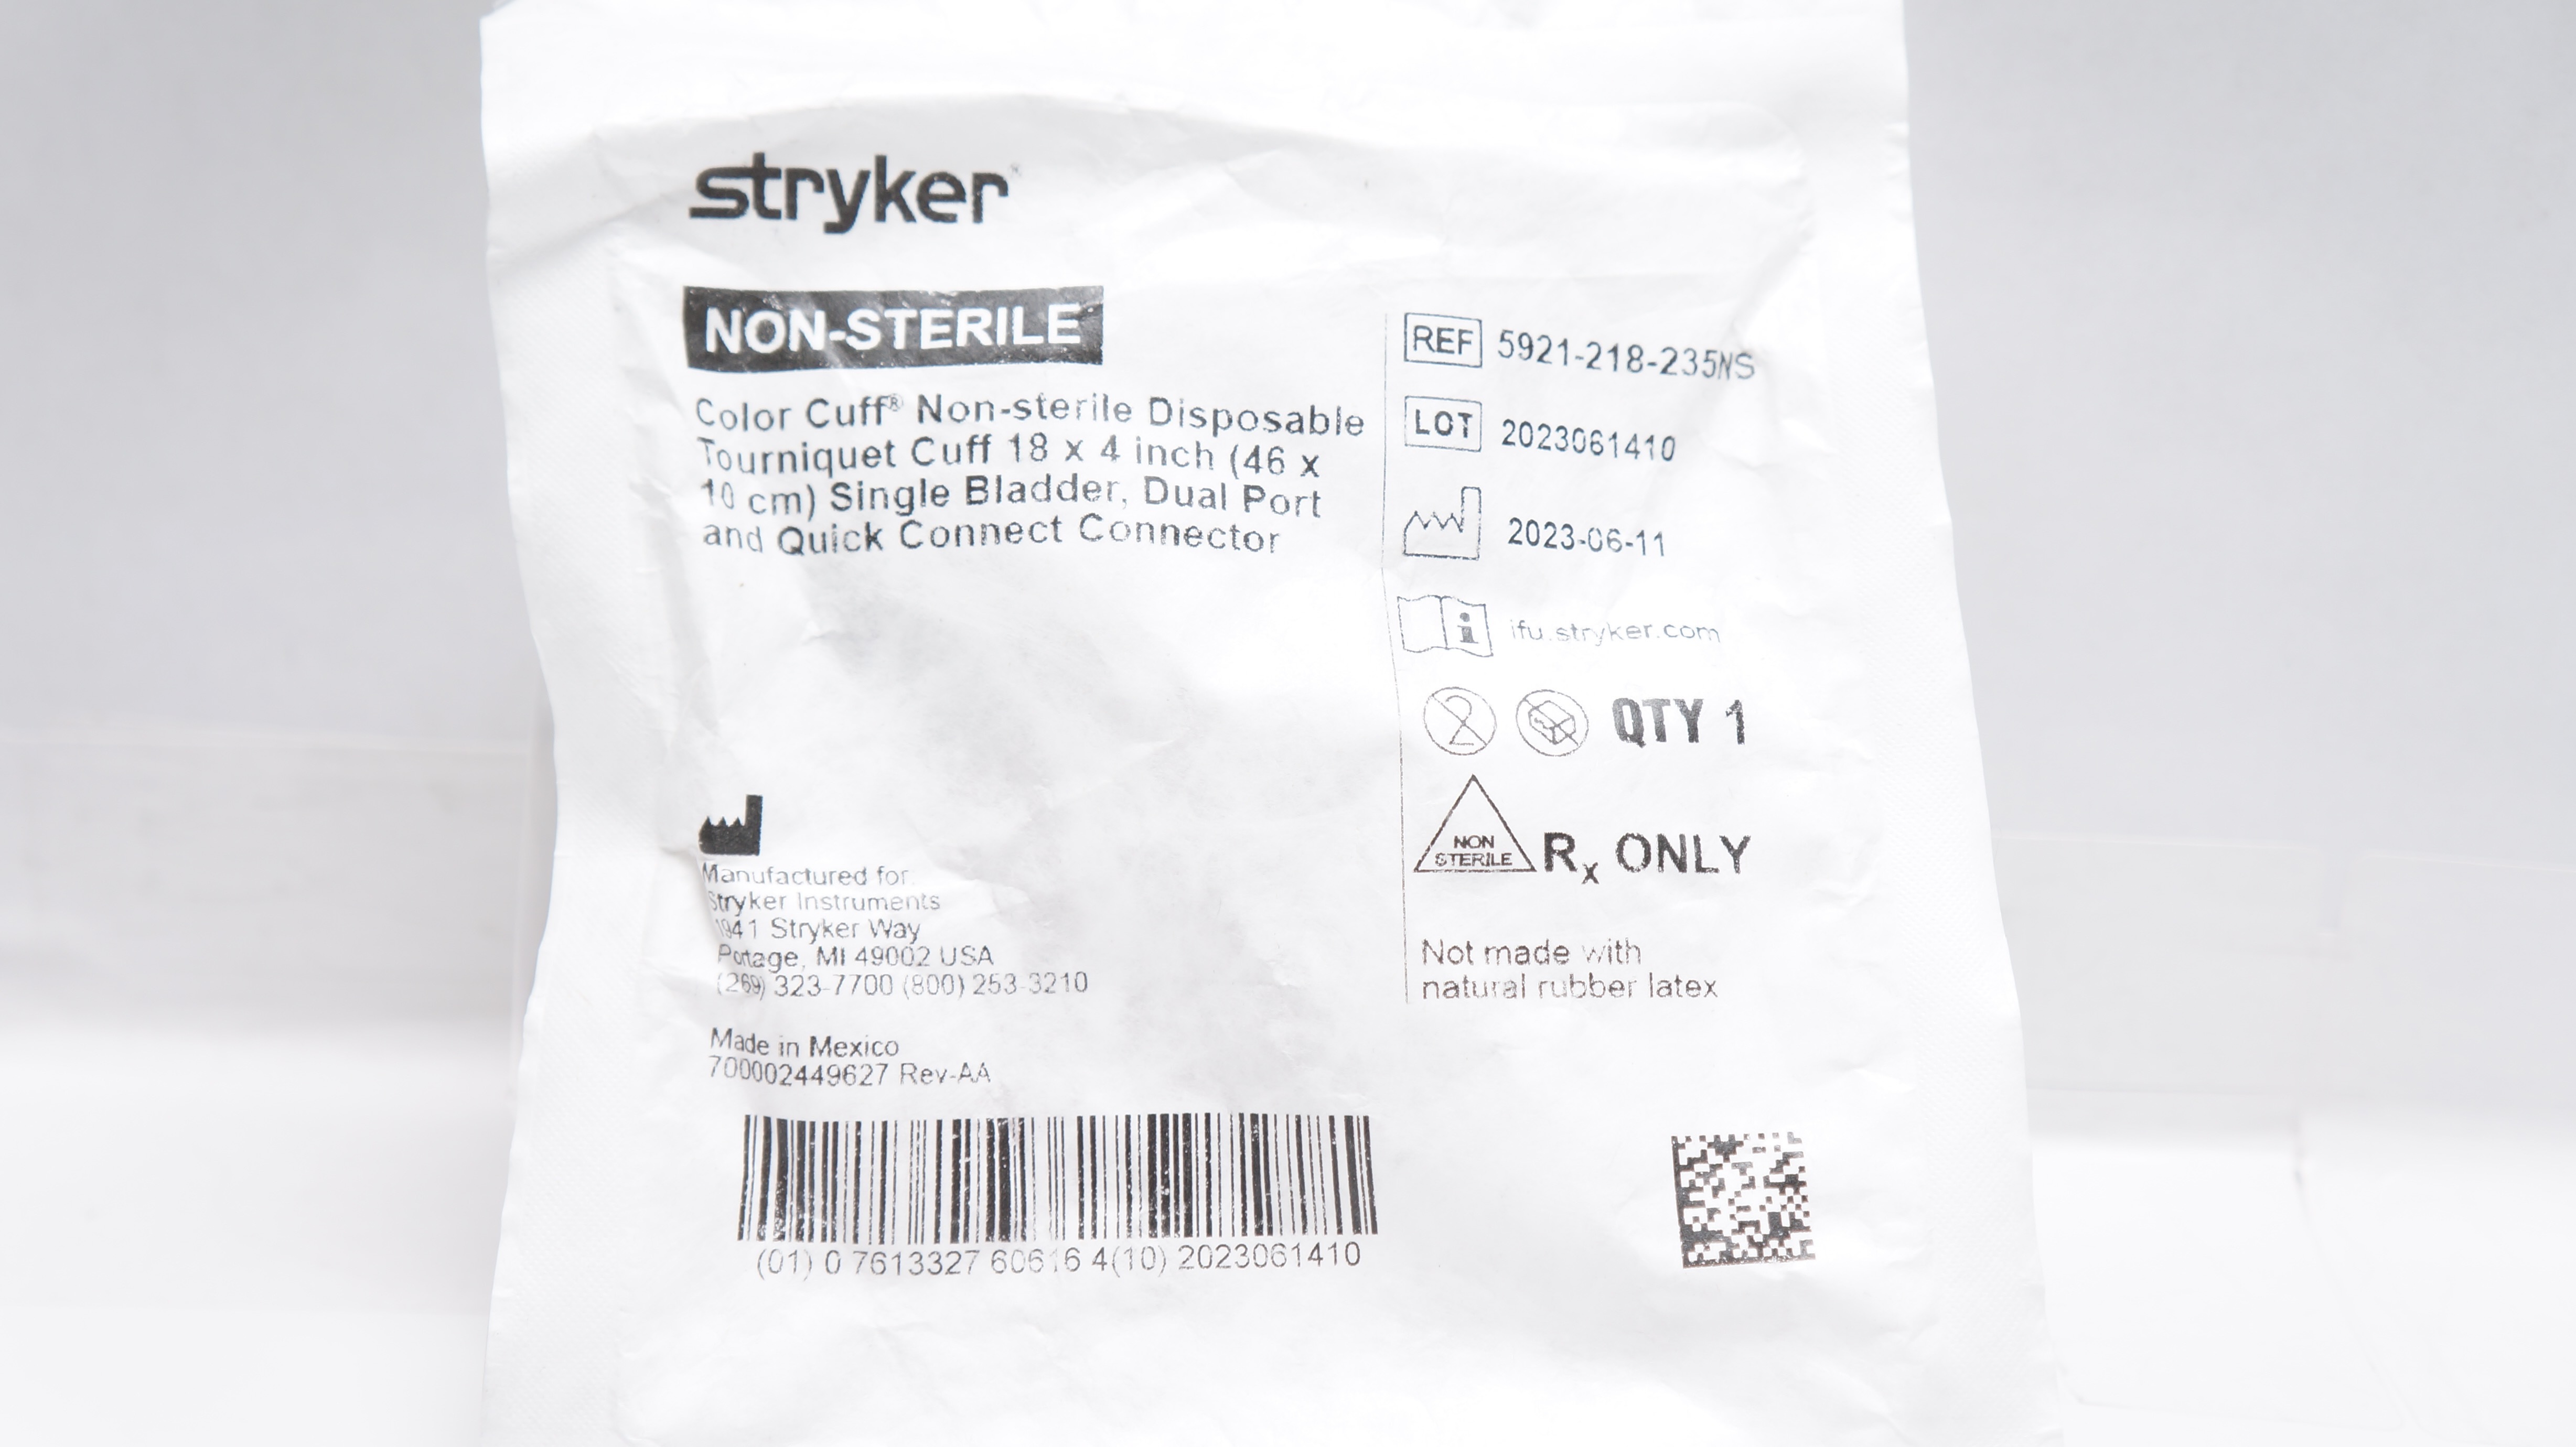 stryker®
NON-STERILE
Color Cuff® Non-sterile Disposable
Tourniquet Cuff 18 x 4 inch (46 x
10 cm) Single Bladder, Dual Port
and Quick Connect Connector
REF 5921-218-235NS
LOT 2023061410
2023-06-11
ifu.stryker.com
2 QTY 1
NON
STERILE
Rx ONLY
Not made with
natural rubber latex
Manufactured for:
Stryker Instruments
1941 Stryker Way
Portage, MI 49002 USA
(269) 323-7700 (800) 253-3210
Made in Mexico
700002449627 Rev-AA
(01) 0 7613327 60616 4(10) 2023061410